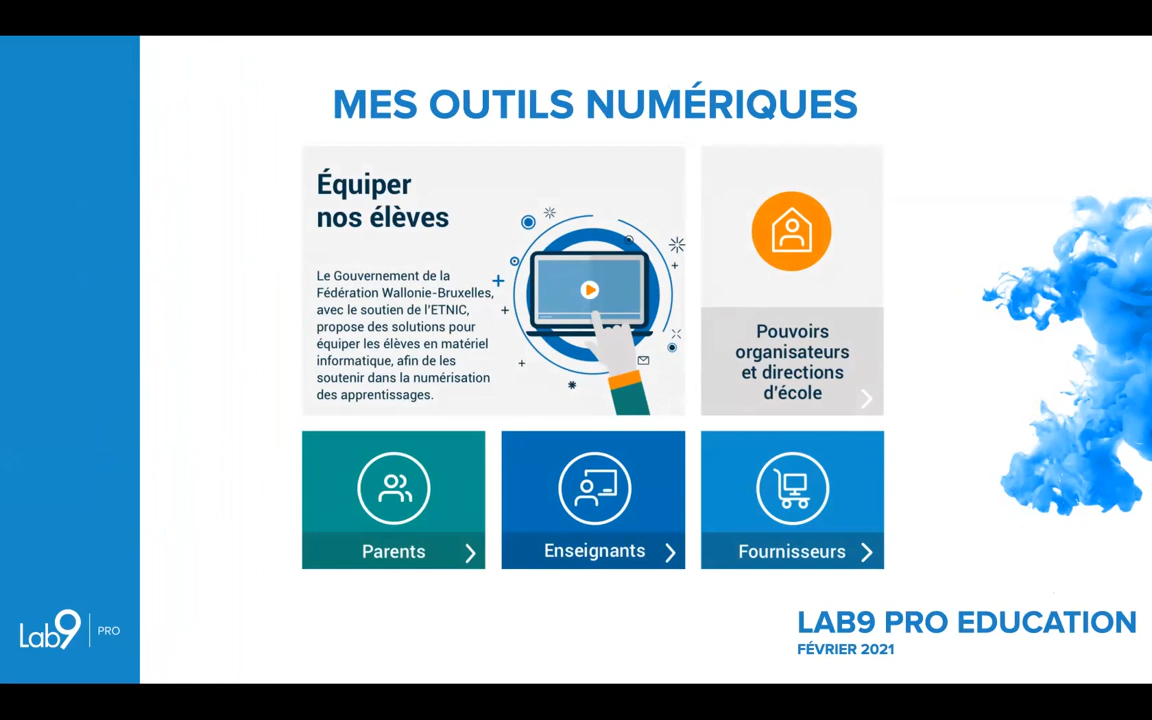 MES OUTILS NUMÉRIQUES
Équiper
nos élèves
Le Gouvernement de la
Fédération Wallonie-Bruxelles,
avec le soutien de l'ETNIC,
propose des solutions pour
équiper les élèves en matériel
informatique, afin de les
soutenir dans la numérisation
des apprentissages.
Pouvoirs
organisateurs
et directions
d'école
Parents
Enseignants
Fournisseurs
Lab9 PRO
LAB9 PRO EDUCATION
FÉVRIER 2021